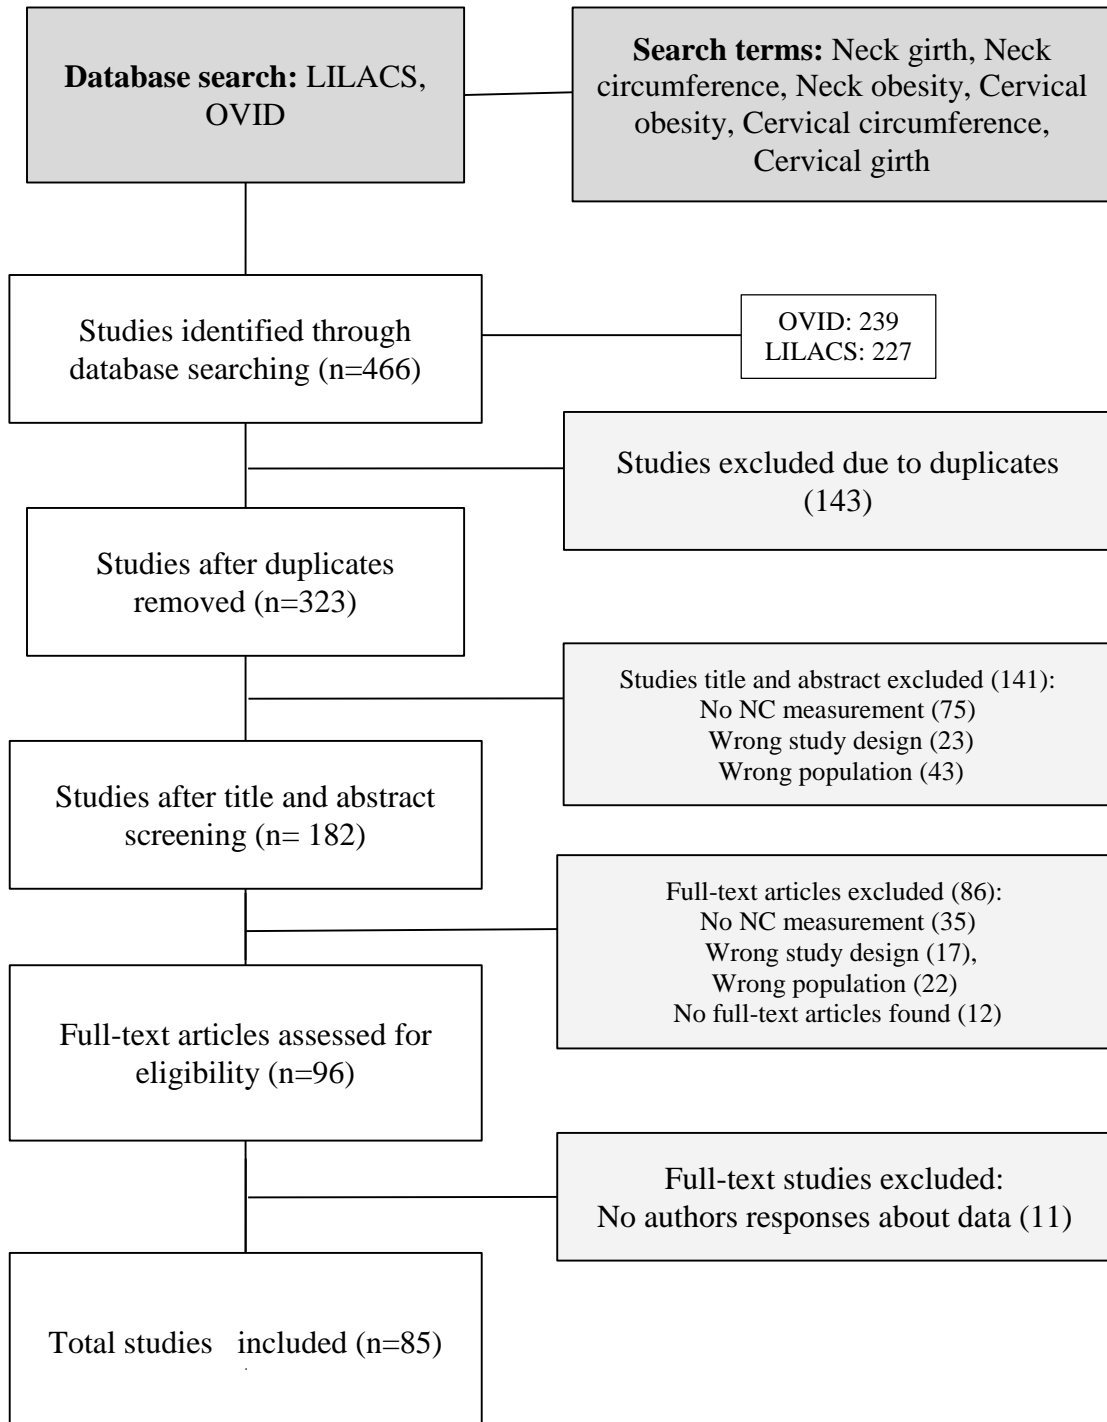 Database search: LILACS,
OVID
Search terms: Neck girth, Neck
circumference, Neck obesity, Cervical
obesity, Cervical circumference,
Cervical girth
Studies identified through
database searching (n=466)
OVID: 239
LILACS: 227
Studies excluded due to duplicates
(143)
Studies after duplicates
removed (n=323)
Studies title and abstract excluded (141):
No NC measurement (75)
Wrong study design (23)
Wrong population (43)
Studies after title and abstract
screening (n= 182)
Full-text articles excluded (86):
No NC measurement (35)
Wrong study design (17),
Wrong population (22)
No full-text articles found (12)
Full-text articles assessed for
eligibility (n=96)
Full-text studies excluded:
No authors responses about data (11)
Total studies included (n=85)